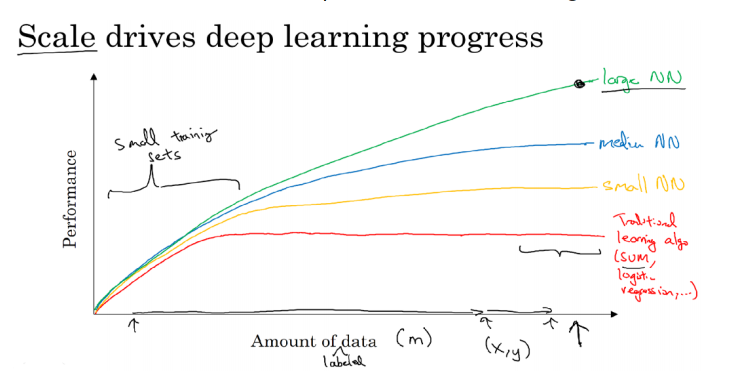 Scale drives deep learning progress
large NN
small training
sets
medium NN
Performance
small NN
Traditional
learning algo
(SVM,
logistic
regression,...)
Amount of data (m)
(x,y)
labeled